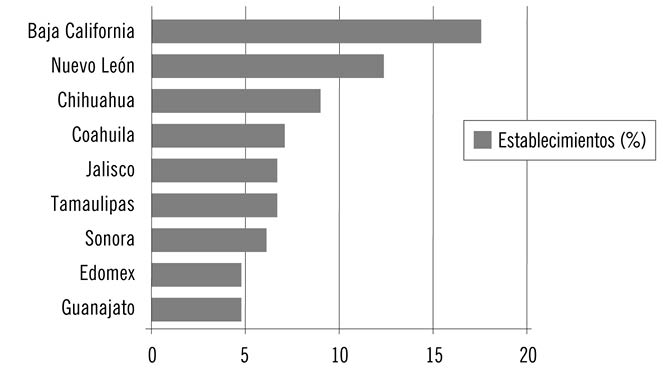 Baja California
Nuevo León
Chihuahua
Coahuila
Jalisco
Tamaulipas
Sonora
Edomex
Guanajato
Establecimientos (%)
0 5 10 15 20